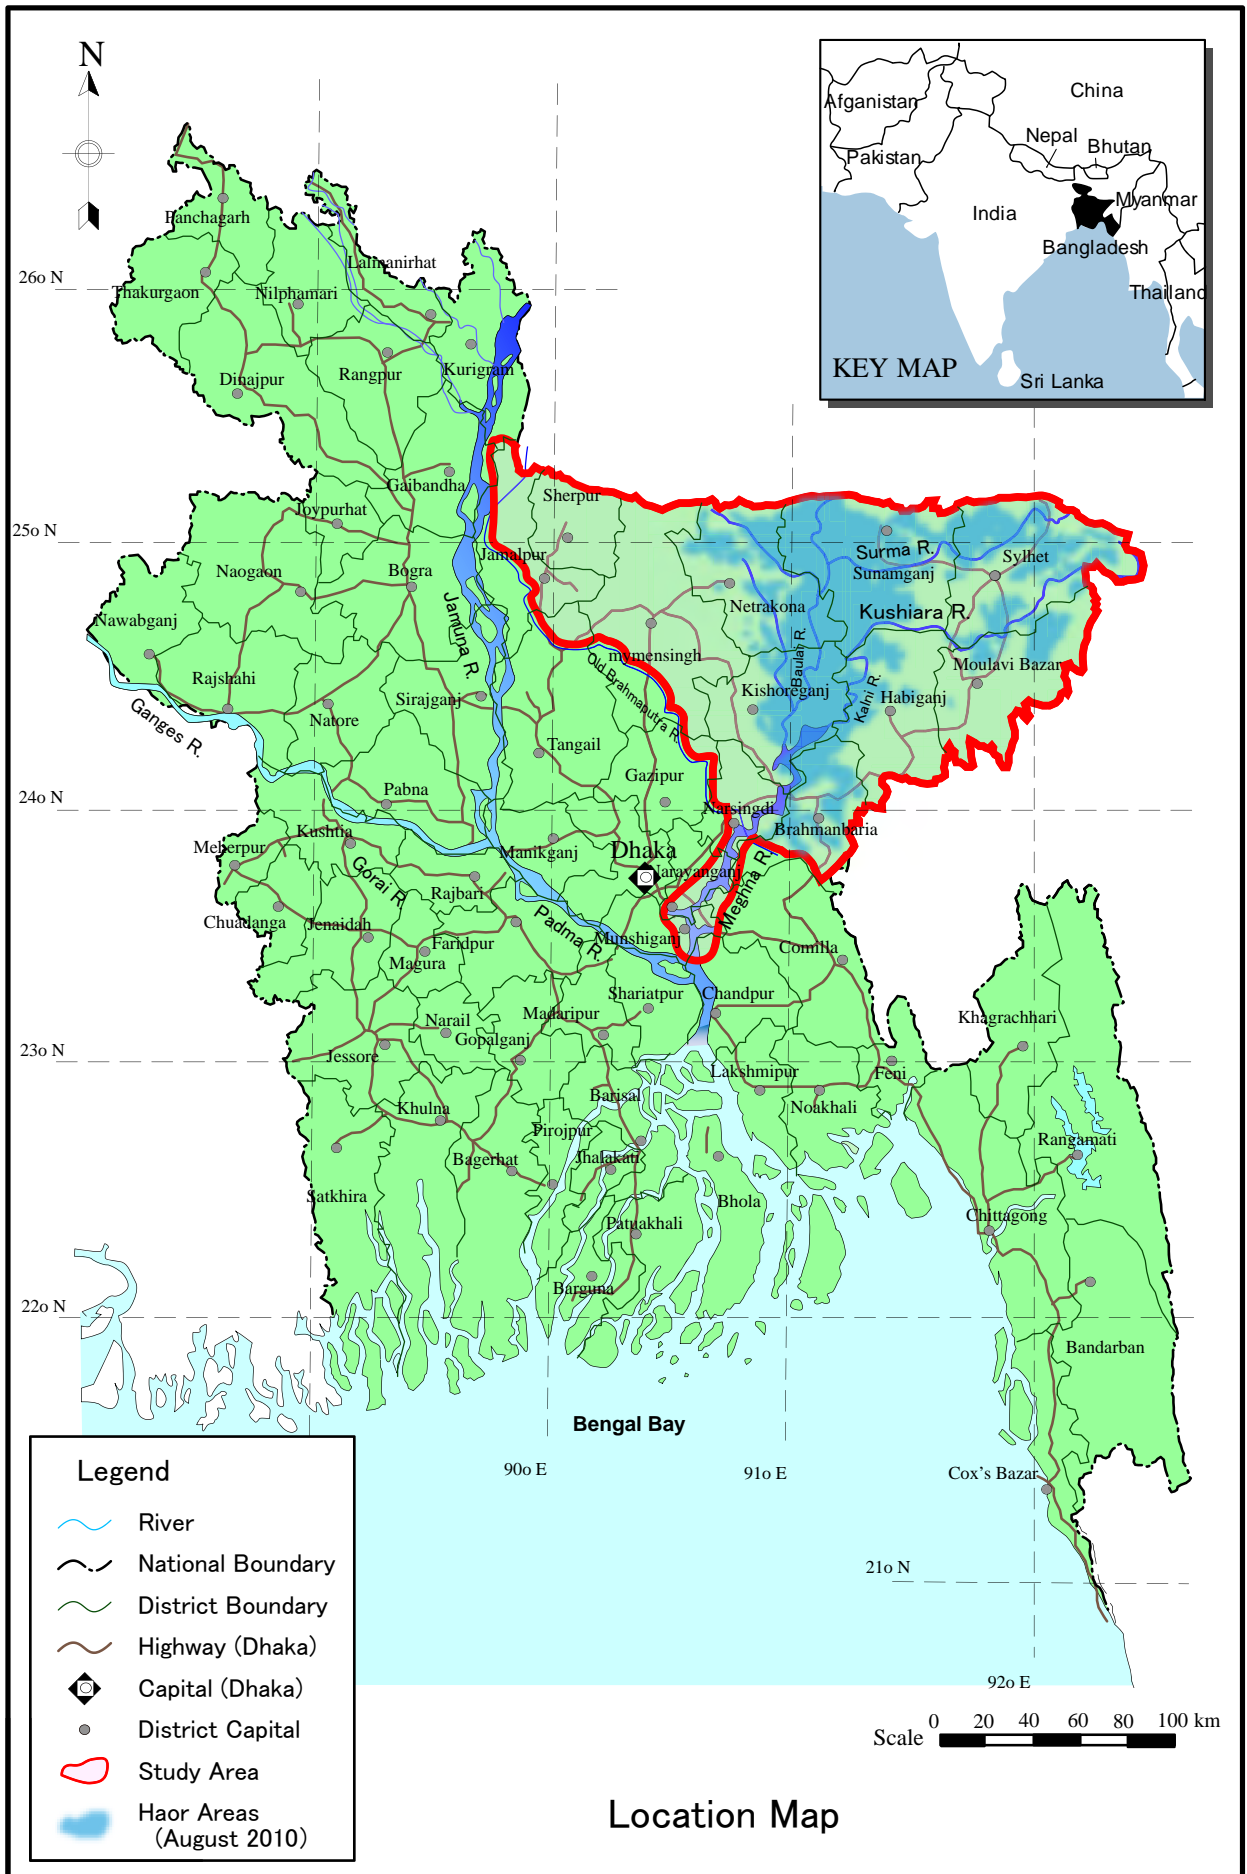 N
Afganistan
China
Nepal
Bhutan
Pakistan
India
Myanmar
Bangladesh
Thailand
KEY MAP
Sri Lanka
Panchagarh
Lalmanirhat
26o N
Thakurgaon
Nilphamari
Kurigram
Rangpur
Dinajpur
Gaibandha
Sherpur
Joypurhat
25o N
Jamalpur
Surma R.
Sylhet
Sunamganj
Naogaon
Bogra
Netrakona
Kushiara R.
Nawabganj
Jamuna R.
mymensingh
Baulai R.
Old Brahmaputra R.
Moulavi Bazar
Rajshahi
Sirajganj
Kishoreganj
Kalni R.
Habiganj
Ganges R.
Natore
Tangail
Gazipur
24o N
Pabna
Narsingdi
Kushtia
Brahmanbaria
Meherpur
Manikganj
Dhaka
Narayanganj
Meghna R.
Gorai R
Rajbari
Chuadanga
Jenaidah
Padma R.
Faridpur
Munshiganj
Comilla
Magura
Shariatpur
Chandpur
Madaripur
Khagrachhari
Narail
Gopalganj
23o N
Jessore
Lakshmipur
Feni
Barisal
Noakhali
Khulna
Pirojpur
Rangamati
Bagerhat
Jhalakati
Satkhira
Bhola
Patuakhali
Chittagong
Barguna
22o N
Bandarban
Bengal Bay
90o E
91o E
Cox's Bazar
21o N
92o E
Legend
River
National Boundary
District Boundary
Highway (Dhaka)
Capital (Dhaka)
District Capital
Study Area
Haor Areas
(August 2010)
Scale
0 20 40 60 80 100 km
Location Map